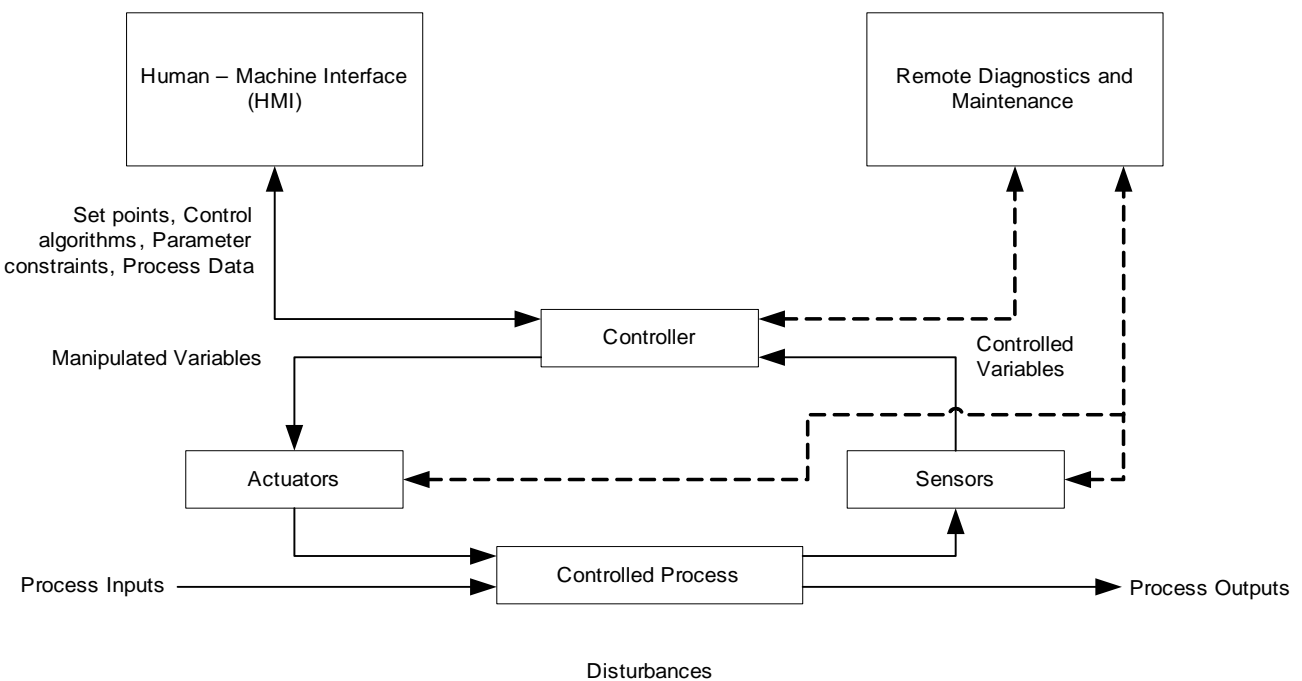 Human – Machine Interface
(HMI)
Remote Diagnostics and
Maintenance
Set points, Control
algorithms, Parameter
constraints, Process Data
Controller
Manipulated Variables
Controlled
Variables
Actuators
Sensors
Controlled Process
Process Inputs
Process Outputs
Disturbances